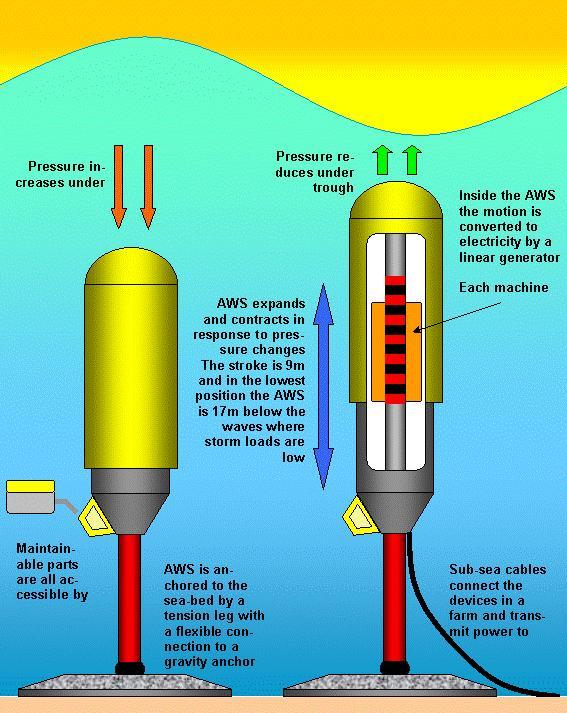 Pressure in-
creases under
Pressure re-
duces under
trough
Inside the AWS
the motion is
converted to
electricity by a
linear generator
Each machine
AWS expands
and contracts in
response to pres-
sure changes
The stroke is 9m
and in the lowest
position the AWS
is 17m below the
waves where
storm loads are
low
Maintain-
able parts
are all ac-
cessible by
AWS is an-
chored to the
sea-bed by a
tension leg with
a flexible con-
nection to a
gravity anchor
Sub-sea cables
connect the
devices in a
farm and trans-
mit power to